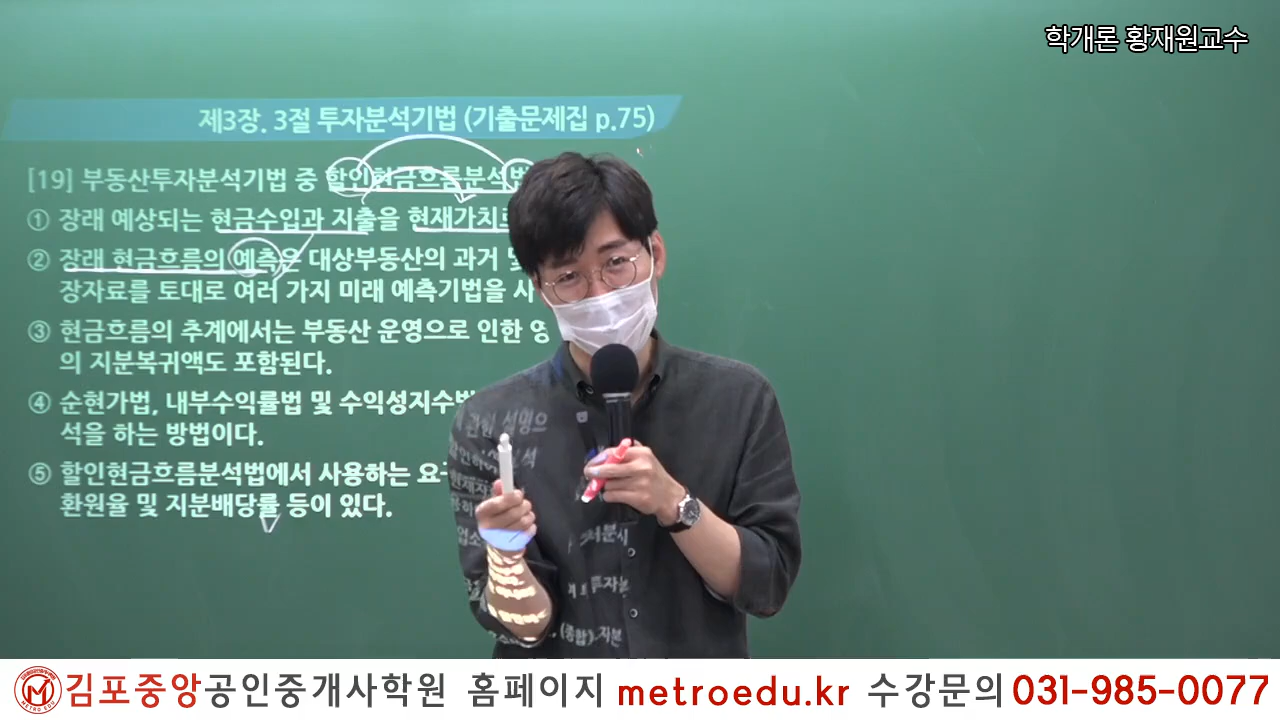 학개론 황재원교수
제3장. 3절 투자분석기법 (기출문제집 p.75)
[19] 부동산투자분석기법 중 할인현금흐름분석법
① 장래 예상되는 현금수입과 지출을 현재가치로
② 장래 현금흐름의 예측은 대상부동산의 과거 및
장자료를 토대로 여러 가지 미래 예측기법을 사
③ 현금흐름의 추계에서는 부동산 운영으로 인한 영
의 지분복귀액도 포함된다.
④ 순현가법, 내부수익률법 및 수익성지수법
석을 하는 방법이다.
⑤ 할인현금흐름분석법에서 사용하는 요구
환원율 및 지분배당률 등이 있다.
관한 설명으
METRO EDU
김포중앙공인중개사학원 홈페이지 metroedu.kr 수강문의 031-985-0077